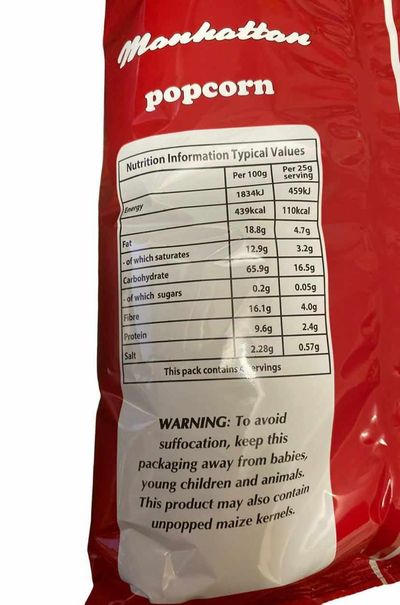 Manhattan
popcorn
Nutrition Information Typical Values
Per 100g Per 25g serving
Energy 1834kJ 459kJ
439kcal 110kcal
Fat 18.8g 4.7g
- of which saturates 12.9g 3.2g
Carbohydrate 65.9g 16.5g
- of which sugars 0.2g 0.05g
Fibre 16.1g 4.0g
Protein 9.6g 2.4g
Salt 2.28g 0.57g
This pack contains servings
WARNING: To avoid
suffocation, keep this
packaging away from babies,
young children and animals.
This product may also contain
unpopped maize kernels.